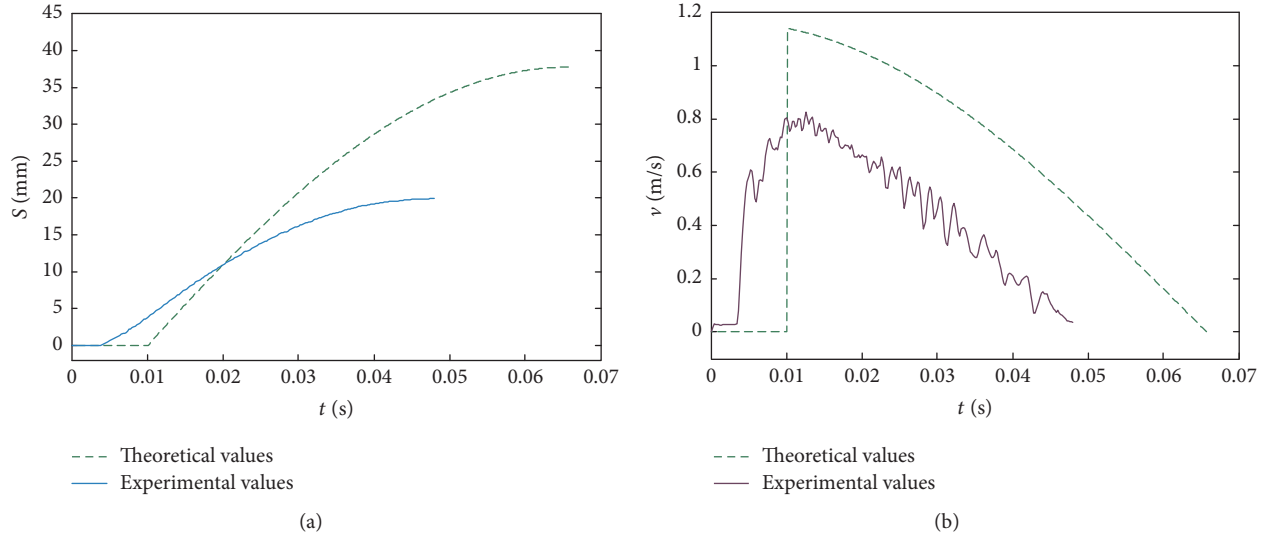 45
40
35
30
25
20
15
10
5
0
S (mm)
0 0.01 0.02 0.03 0.04 0.05 0.06 0.07
t (s)
Theoretical values
Experimental values
(a)
1.2
1
0.8
0.6
0.4
0.2
0
v (m/s)
0 0.01 0.02 0.03 0.04 0.05 0.06 0.07
t (s)
Theoretical values
Experimental values
(b)